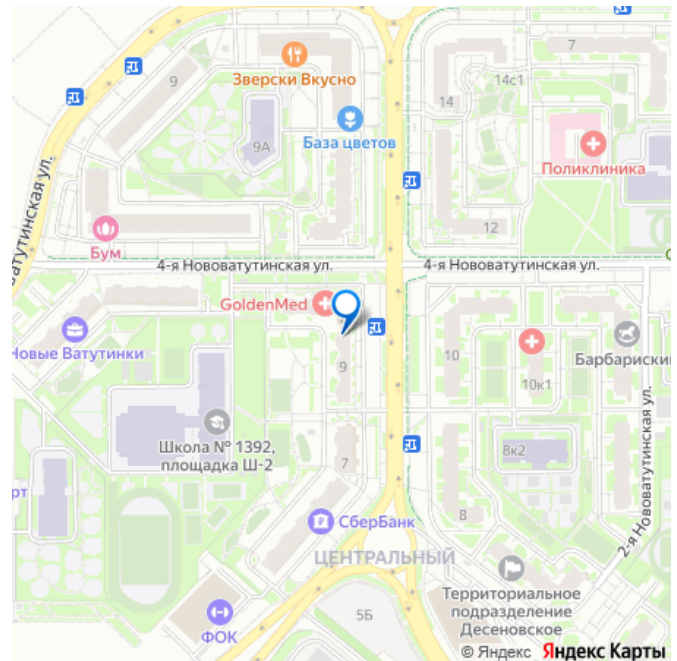 7
9
14с1
Зверски Вкусно
14
База цветов
9А
Поликлиника
12
ватутинская ул.
Бум
4-я Нововатутинская ул.
4-я Нововатутинская ул.
GoldenMed
Новые Ватутинки
10
Барбариски
9
10к1
Школа № 1392,
площадка Ш-2
8к2
7
рт
СберБанк
8
2-я Нововатутинская ул.
ЦЕНТРАЛЬНЫЙ
Территориальное
подразделение
Десеновское
5Б
ФОК
© Яндекс Яндекс Карты